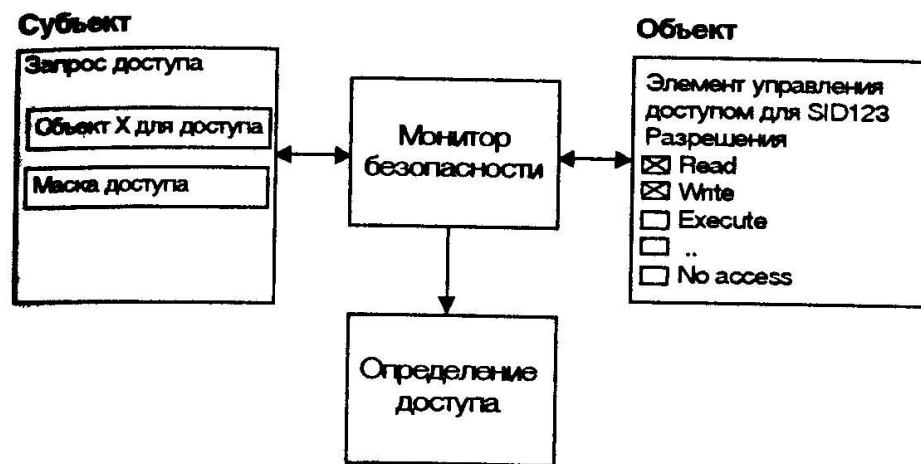 Субъект
Запрос доступа
Объект X для доступа
Маска доступа
Монитор
безопасности
Определение
доступа
Объект
Элемент управления
доступом для SID123
Разрешения
Read
Write
Execute
..
No access